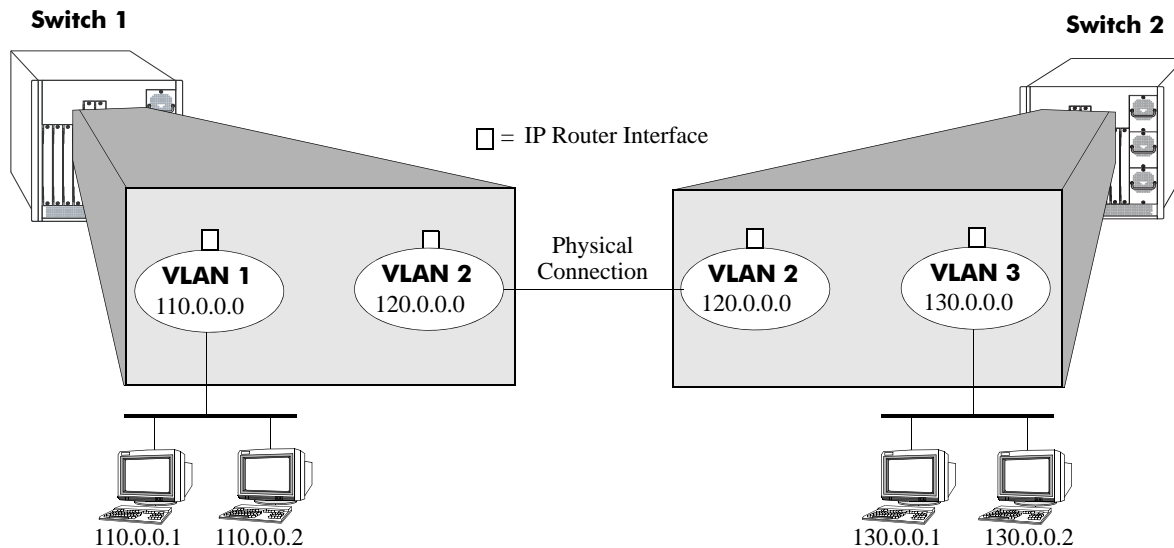 Switch 1
Switch 2
= IP Router Interface
Physical
Connection
VLAN 1
110.0.0.0
VLAN 2
120.0.0.0
VLAN 2
120.0.0.0
VLAN 3
130.0.0.0
110.0.0.1
110.0.0.2
130.0.0.1
130.0.0.2